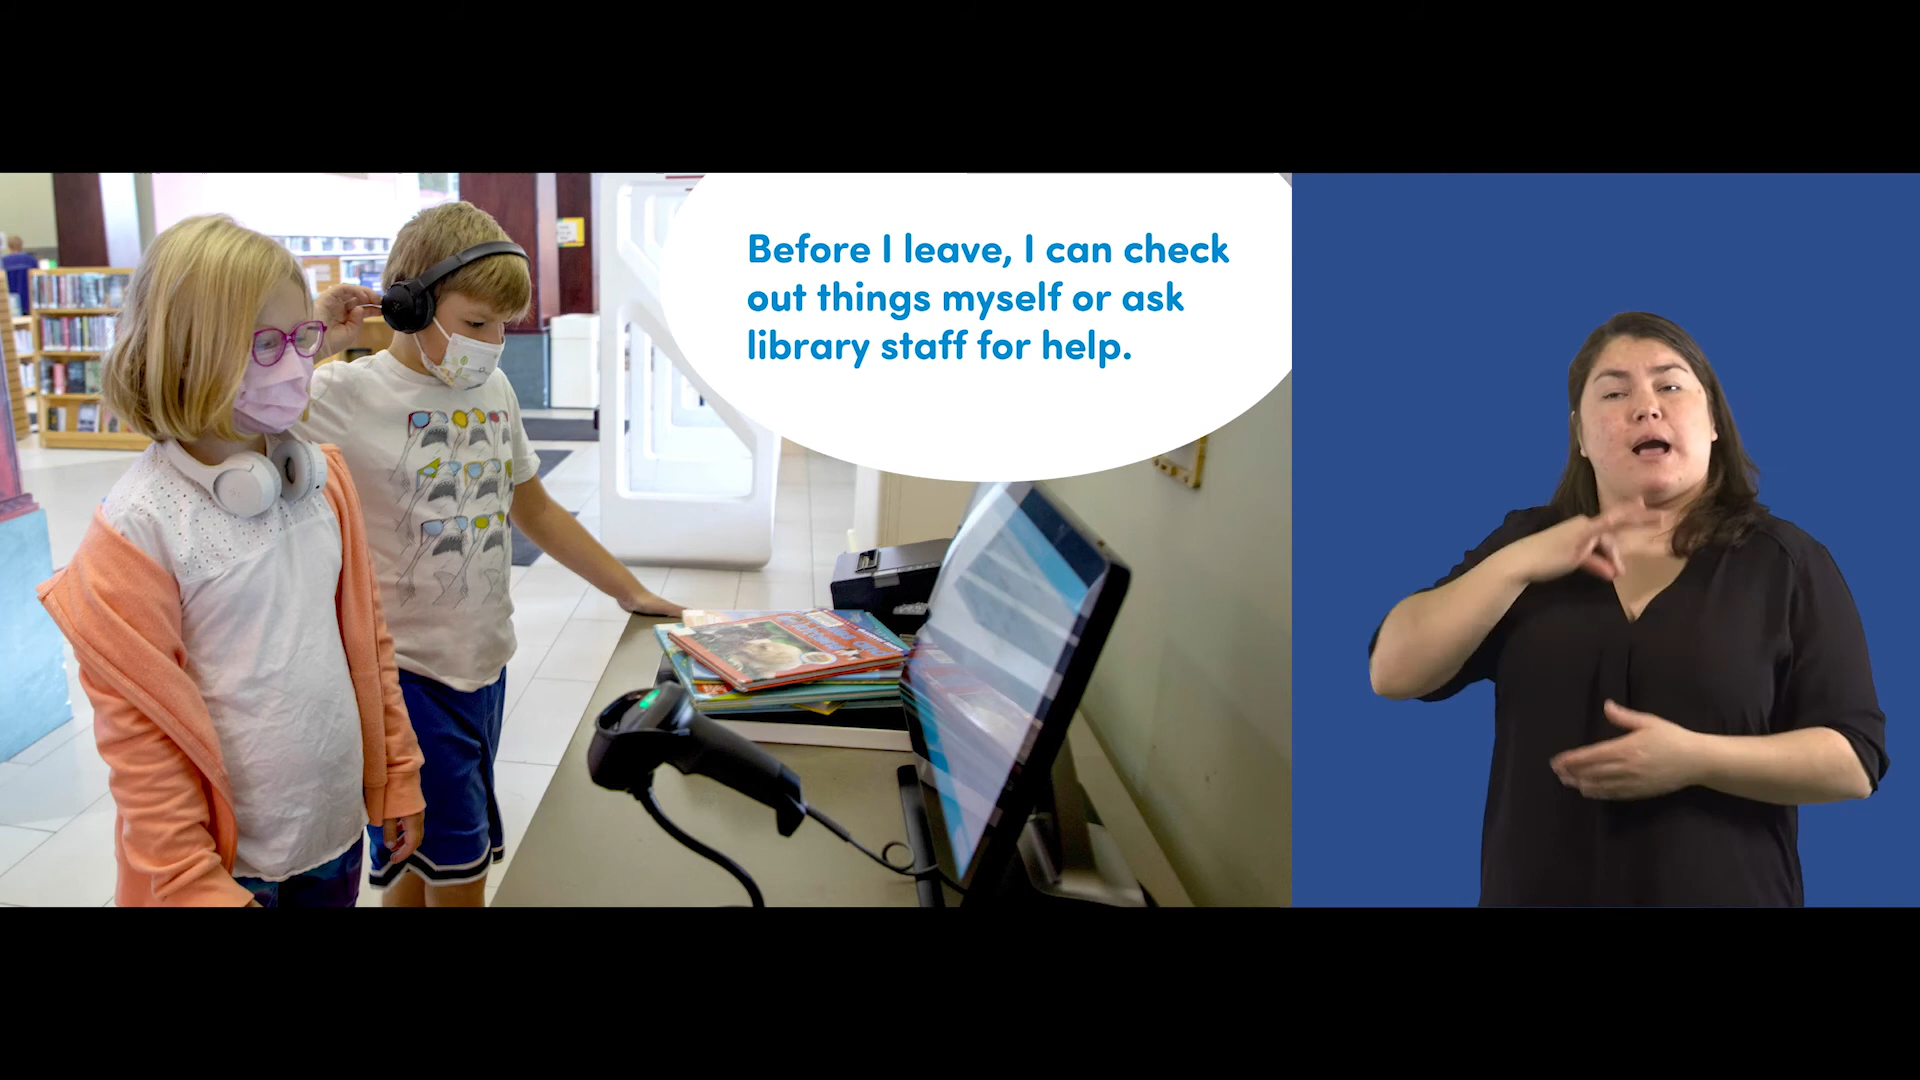 Before I leave, I can check
out things myself or ask
library staff for help.